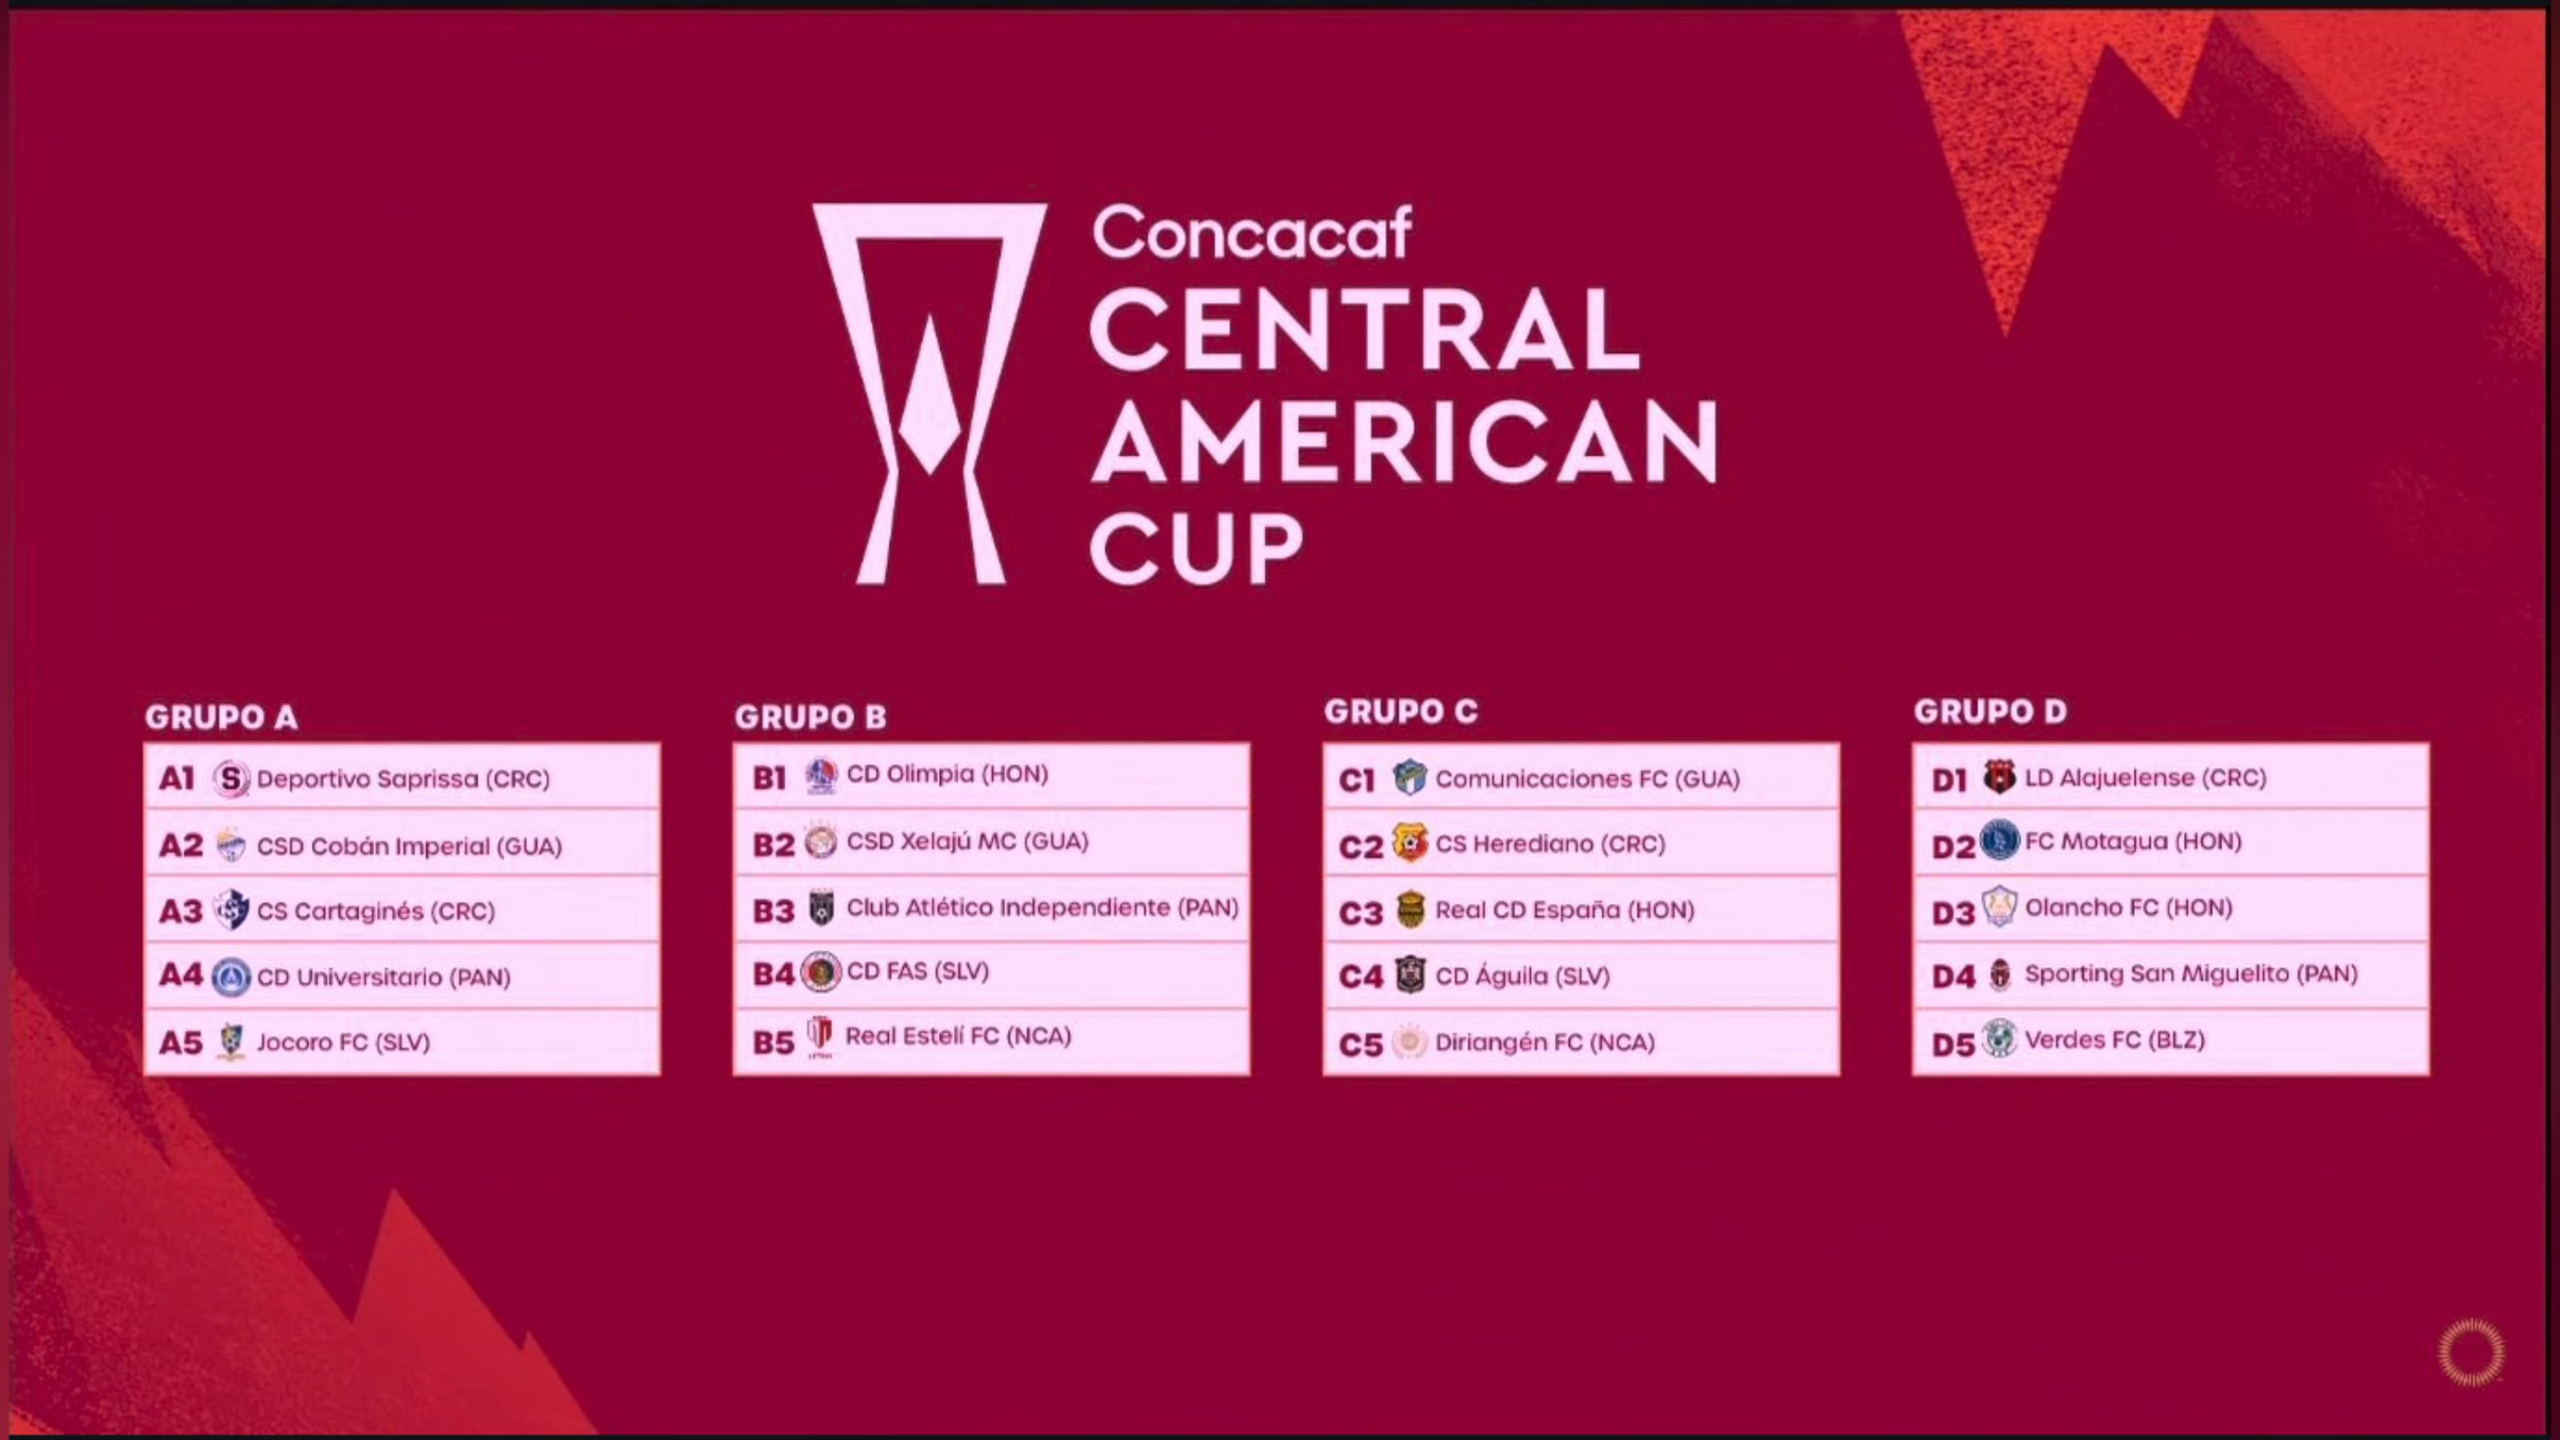 Concacaf
CENTRAL
AMERICAN
CUP
GRUPO A
A1 Deportivo Saprissa (CRC)
A2 CSD Cobán Imperial (GUA)
A3 CS Cartaginés (CRC)
A4 CD Universitario (PAN)
A5 Jocoro FC (SLV)
GRUPO B
B1 CD Olimpia (HON)
B2 CSD Xelajú MC (GUA)
B3 Club Atlético Independiente (PAN)
B4 CD FAS (SLV)
B5 Real Estelí FC (NCA)
GRUPO C
C1 Comunicaciones FC (GUA)
C2 CS Herediano (CRC)
C3 Real CD España (HON)
C4 CD Águila (SLV)
C5 Diriangén FC (NCA)
GRUPO D
D1 LD Alajuelense (CRC)
D2 FC Motagua (HON)
D3 Olancho FC (HON)
D4 Sporting San Miguelito (PAN)
D5 Verdes FC (BLZ)